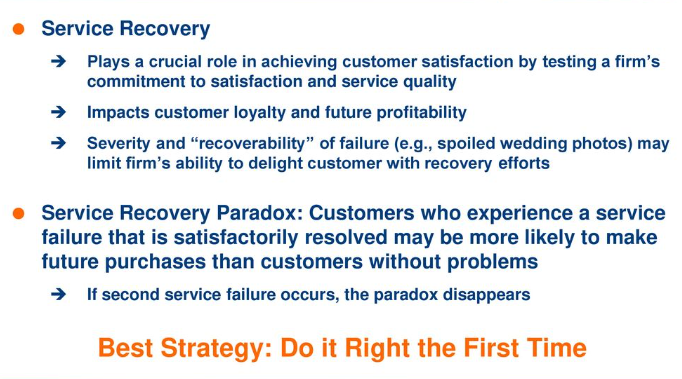 Service Recovery
Plays a crucial role in achieving customer satisfaction by testing a firm's
commitment to satisfaction and service quality
Impacts customer loyalty and future profitability
Severity and “recoverability” of failure (e.g., spoiled wedding photos) may
limit firm's ability to delight customer with recovery efforts
Service Recovery Paradox: Customers who experience a service
failure that is satisfactorily resolved may be more likely to make
future purchases than customers without problems
If second service failure occurs, the paradox disappears
Best Strategy: Do it Right the First Time